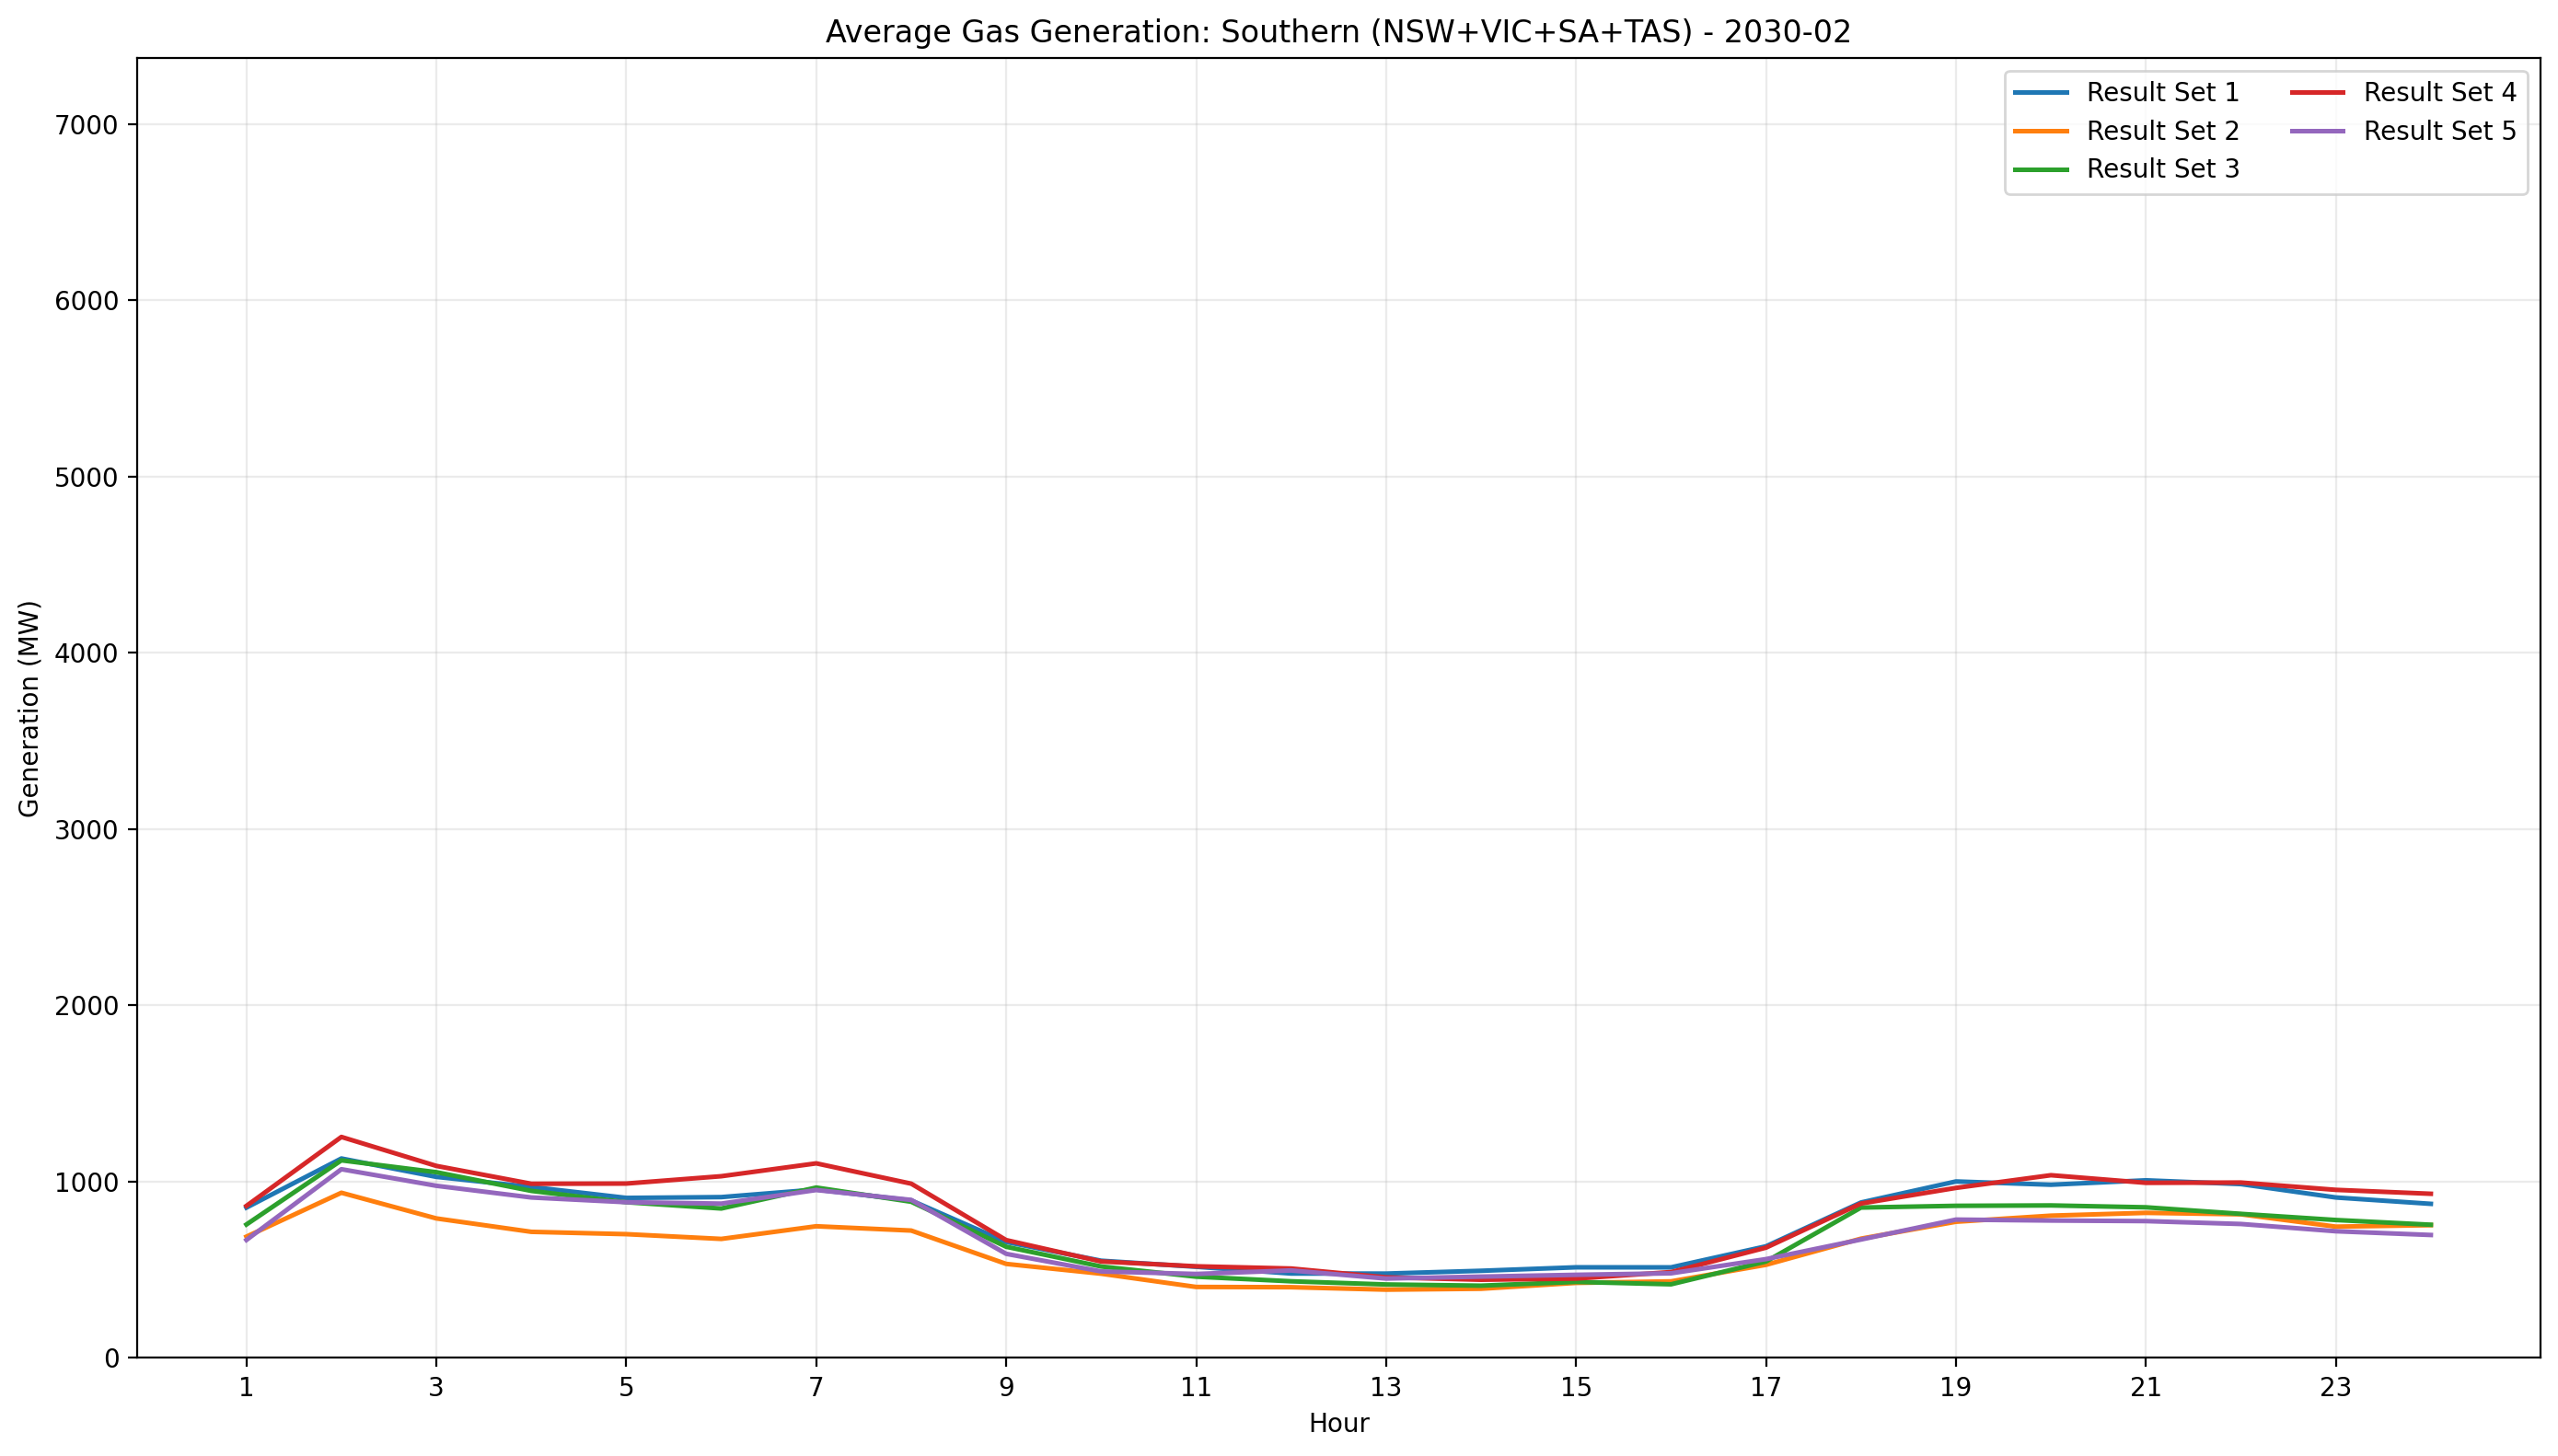 Average Gas Generation: Southern (NSW+VIC+SA+TAS) - 2030-02
Result Set 1
Result Set 2
Result Set 3
Result Set 4
Result Set 5
Generation (MW)
7000
6000
5000
4000
3000
2000
1000
0
1 3 5 7 9 11 13 15 17 19 21 23
Hour